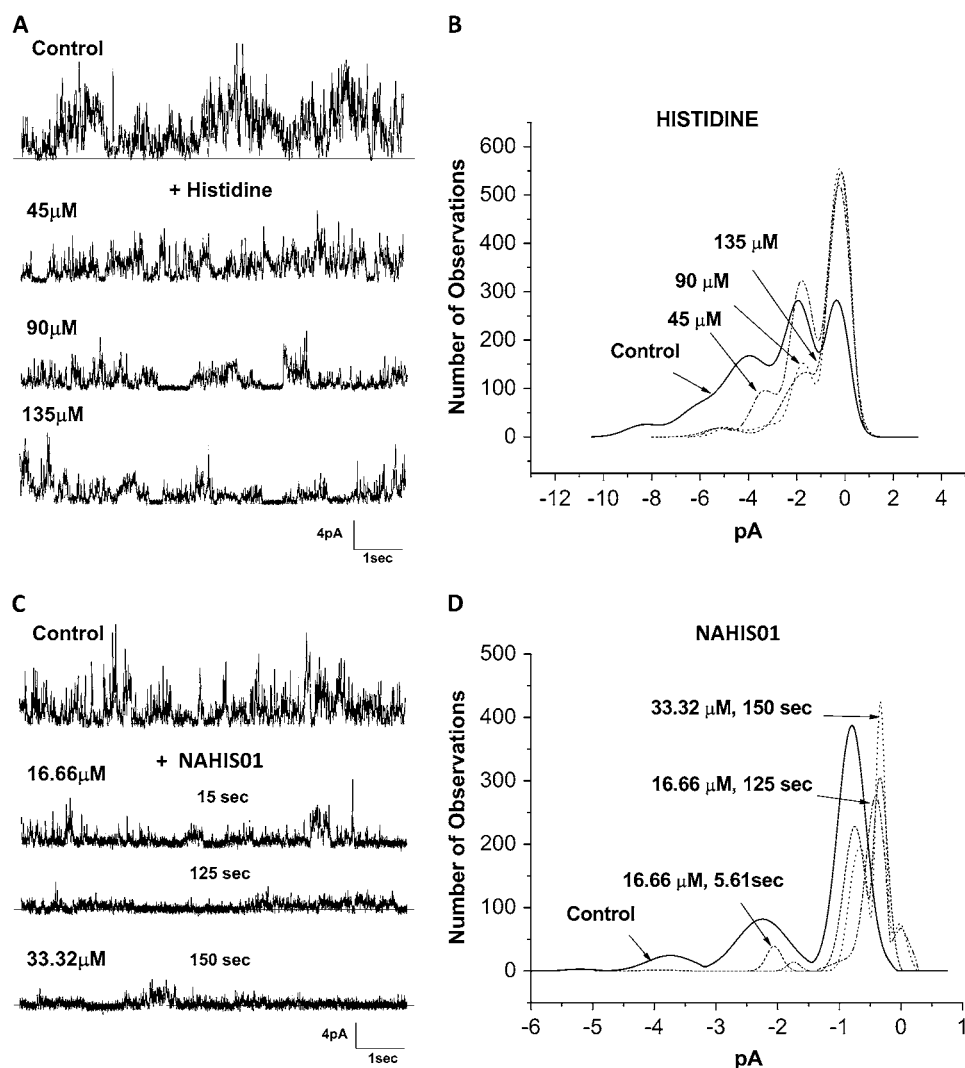 A
Control
+ Histidine
45μM
90μM
135μM
4pA
1sec
B
HISTIDINE
Number of Observations
600
500
400
300
200
100
0
135 μM
90 μM
45 μM
Control
-12 -10 -8 -6 -4 -2 0 2 4
pA
C
Control
+ NAHIS01
16.66μM
15 sec
125 sec
33.32μM
150 sec
4pA
1sec
D
NAHIS01
Number of Observations
500
400
300
200
100
0
33.32 μM, 150 sec
16.66 μM, 125 sec
16.66 μM, 5.61sec
Control
-6 -5 -4 -3 -2 -1 0 1
pA